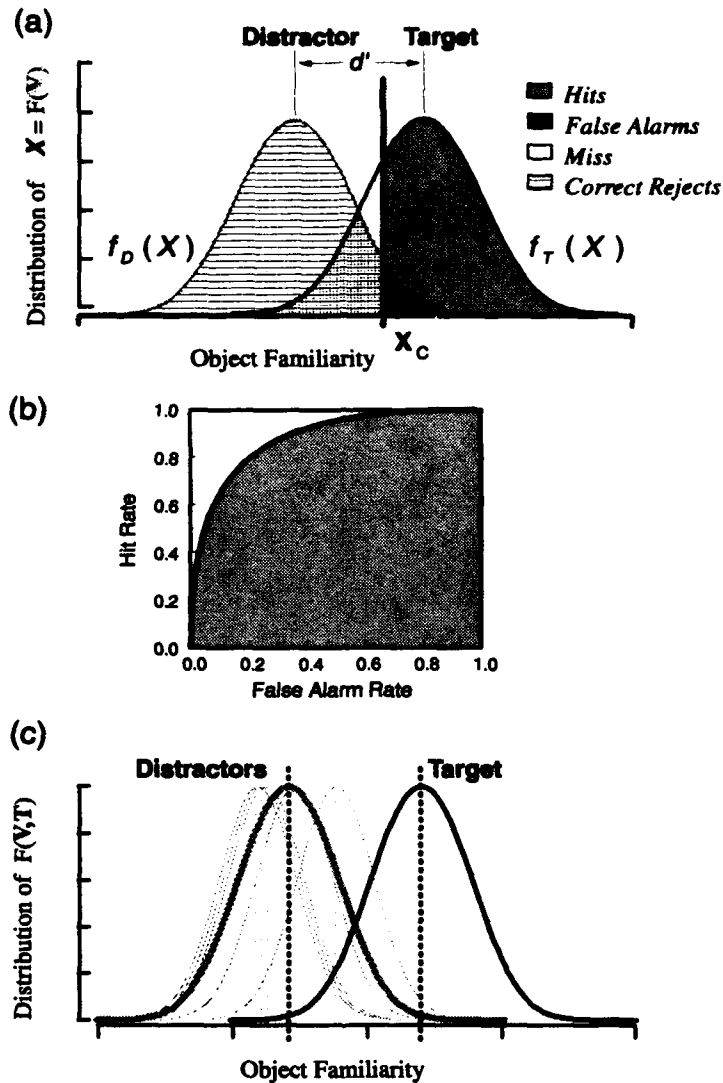 (a)
Distractor
Target
d'
Distribution of X = F(V)
Hits
False Alarms
Miss
Correct Rejects
f_D (X)
f_T (X)
X_C
Object Familiarity
(b)
1.0
0.8
0.6
0.4
0.2
0.0
Hit Rate
0.0 0.2 0.4 0.6 0.8 1.0
False Alarm Rate
(c)
Distractors
Target
Distribution of F(V,T)
Object Familiarity